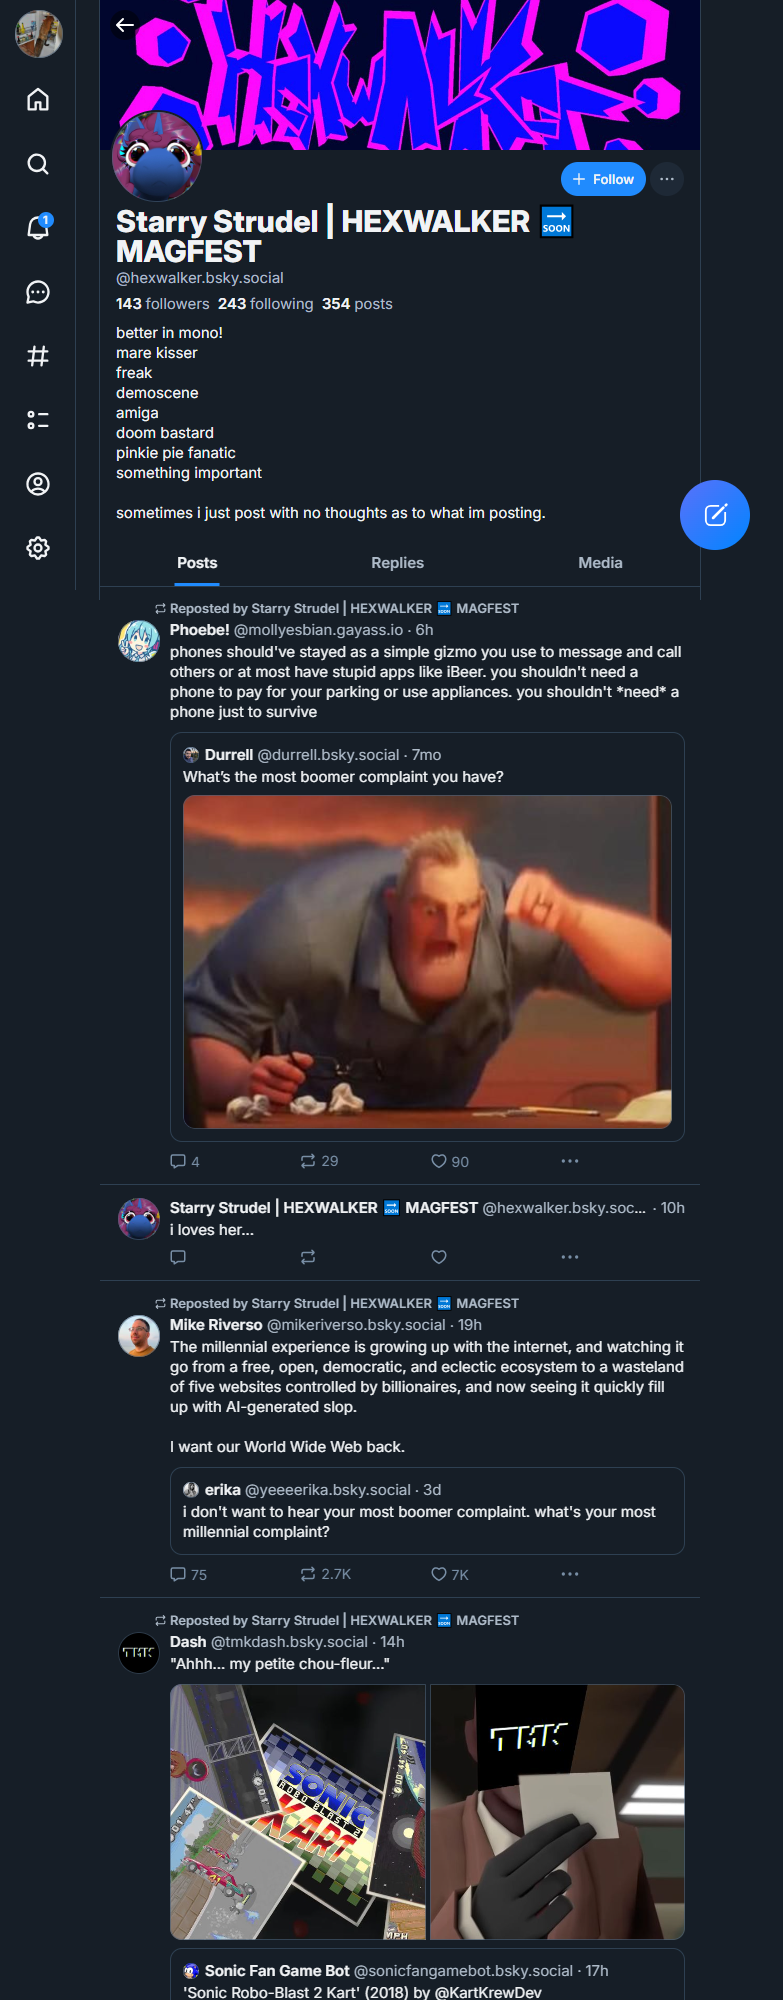 HEXWALKER
+ Follow
Starry Strudel | HEXWALKER 🔜
MAGFEST
@hexwalker.bsky.social
143 followers 243 following 354 posts
better in mono!
mare kisser
freak
demoscene
amiga
doom bastard
pinkie pie fanatic
something important
sometimes i just post with no thoughts as to what im posting.
1
Posts Replies Media
Reposted by Starry Strudel | HEXWALKER 🔜 MAGFEST
Phoebe! @mollyesbian.gayass.io · 6h
phones should've stayed as a simple gizmo you use to message and call
others or at most have stupid apps like iBeer. you shouldn't need a
phone to pay for your parking or use appliances. you shouldn't *need* a
phone just to survive
Durrell @durrell.bsky.social · 7mo
What's the most boomer complaint you have?
4 29 90
Starry Strudel | HEXWALKER 🔜 MAGFEST @hexwalker.bsky.soc... · 10h
i loves her...
Reposted by Starry Strudel | HEXWALKER 🔜 MAGFEST
Mike Riverso @mikeriverso.bsky.social · 19h
The millennial experience is growing up with the internet, and watching it
go from a free, open, democratic, and eclectic ecosystem to a wasteland
of five websites controlled by billionaires, and now seeing it quickly fill
up with AI-generated slop.
I want our World Wide Web back.
erika @yeeeerika.bsky.social · 3d
i don't want to hear your most boomer complaint. what's your most
millennial complaint?
75 2.7K 7K
Reposted by Starry Strudel | HEXWALKER 🔜 MAGFEST
Dash @tmkdash.bsky.social · 14h
"Ahhh... my petite chou-fleur..."
TMK
SONIC
ROBO BLAST 2
KART
MPH
TMK
Sonic Fan Game Bot @sonicfangamebot.bsky.social · 17h
'Sonic Robo-Blast 2 Kart' (2018) by @KartKrewDev